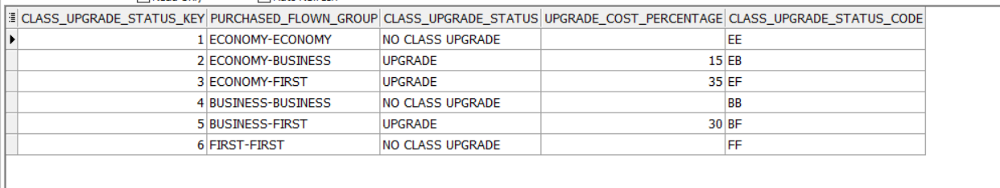 CLASS_UPGRADE_STATUS_KEY PURCHASED_FLOWN_GROUP CLASS_UPGRADE_STATUS UPGRADE_COST_PERCENTAGE CLASS_UPGRADE_STATUS_CODE
1 ECONOMY-ECONOMY NO CLASS UPGRADE EE
2 ECONOMY-BUSINESS UPGRADE 15 EB
3 ECONOMY-FIRST UPGRADE 35 EF
4 BUSINESS-BUSINESS NO CLASS UPGRADE BB
5 BUSINESS-FIRST UPGRADE 30 BF
6 FIRST-FIRST NO CLASS UPGRADE FF